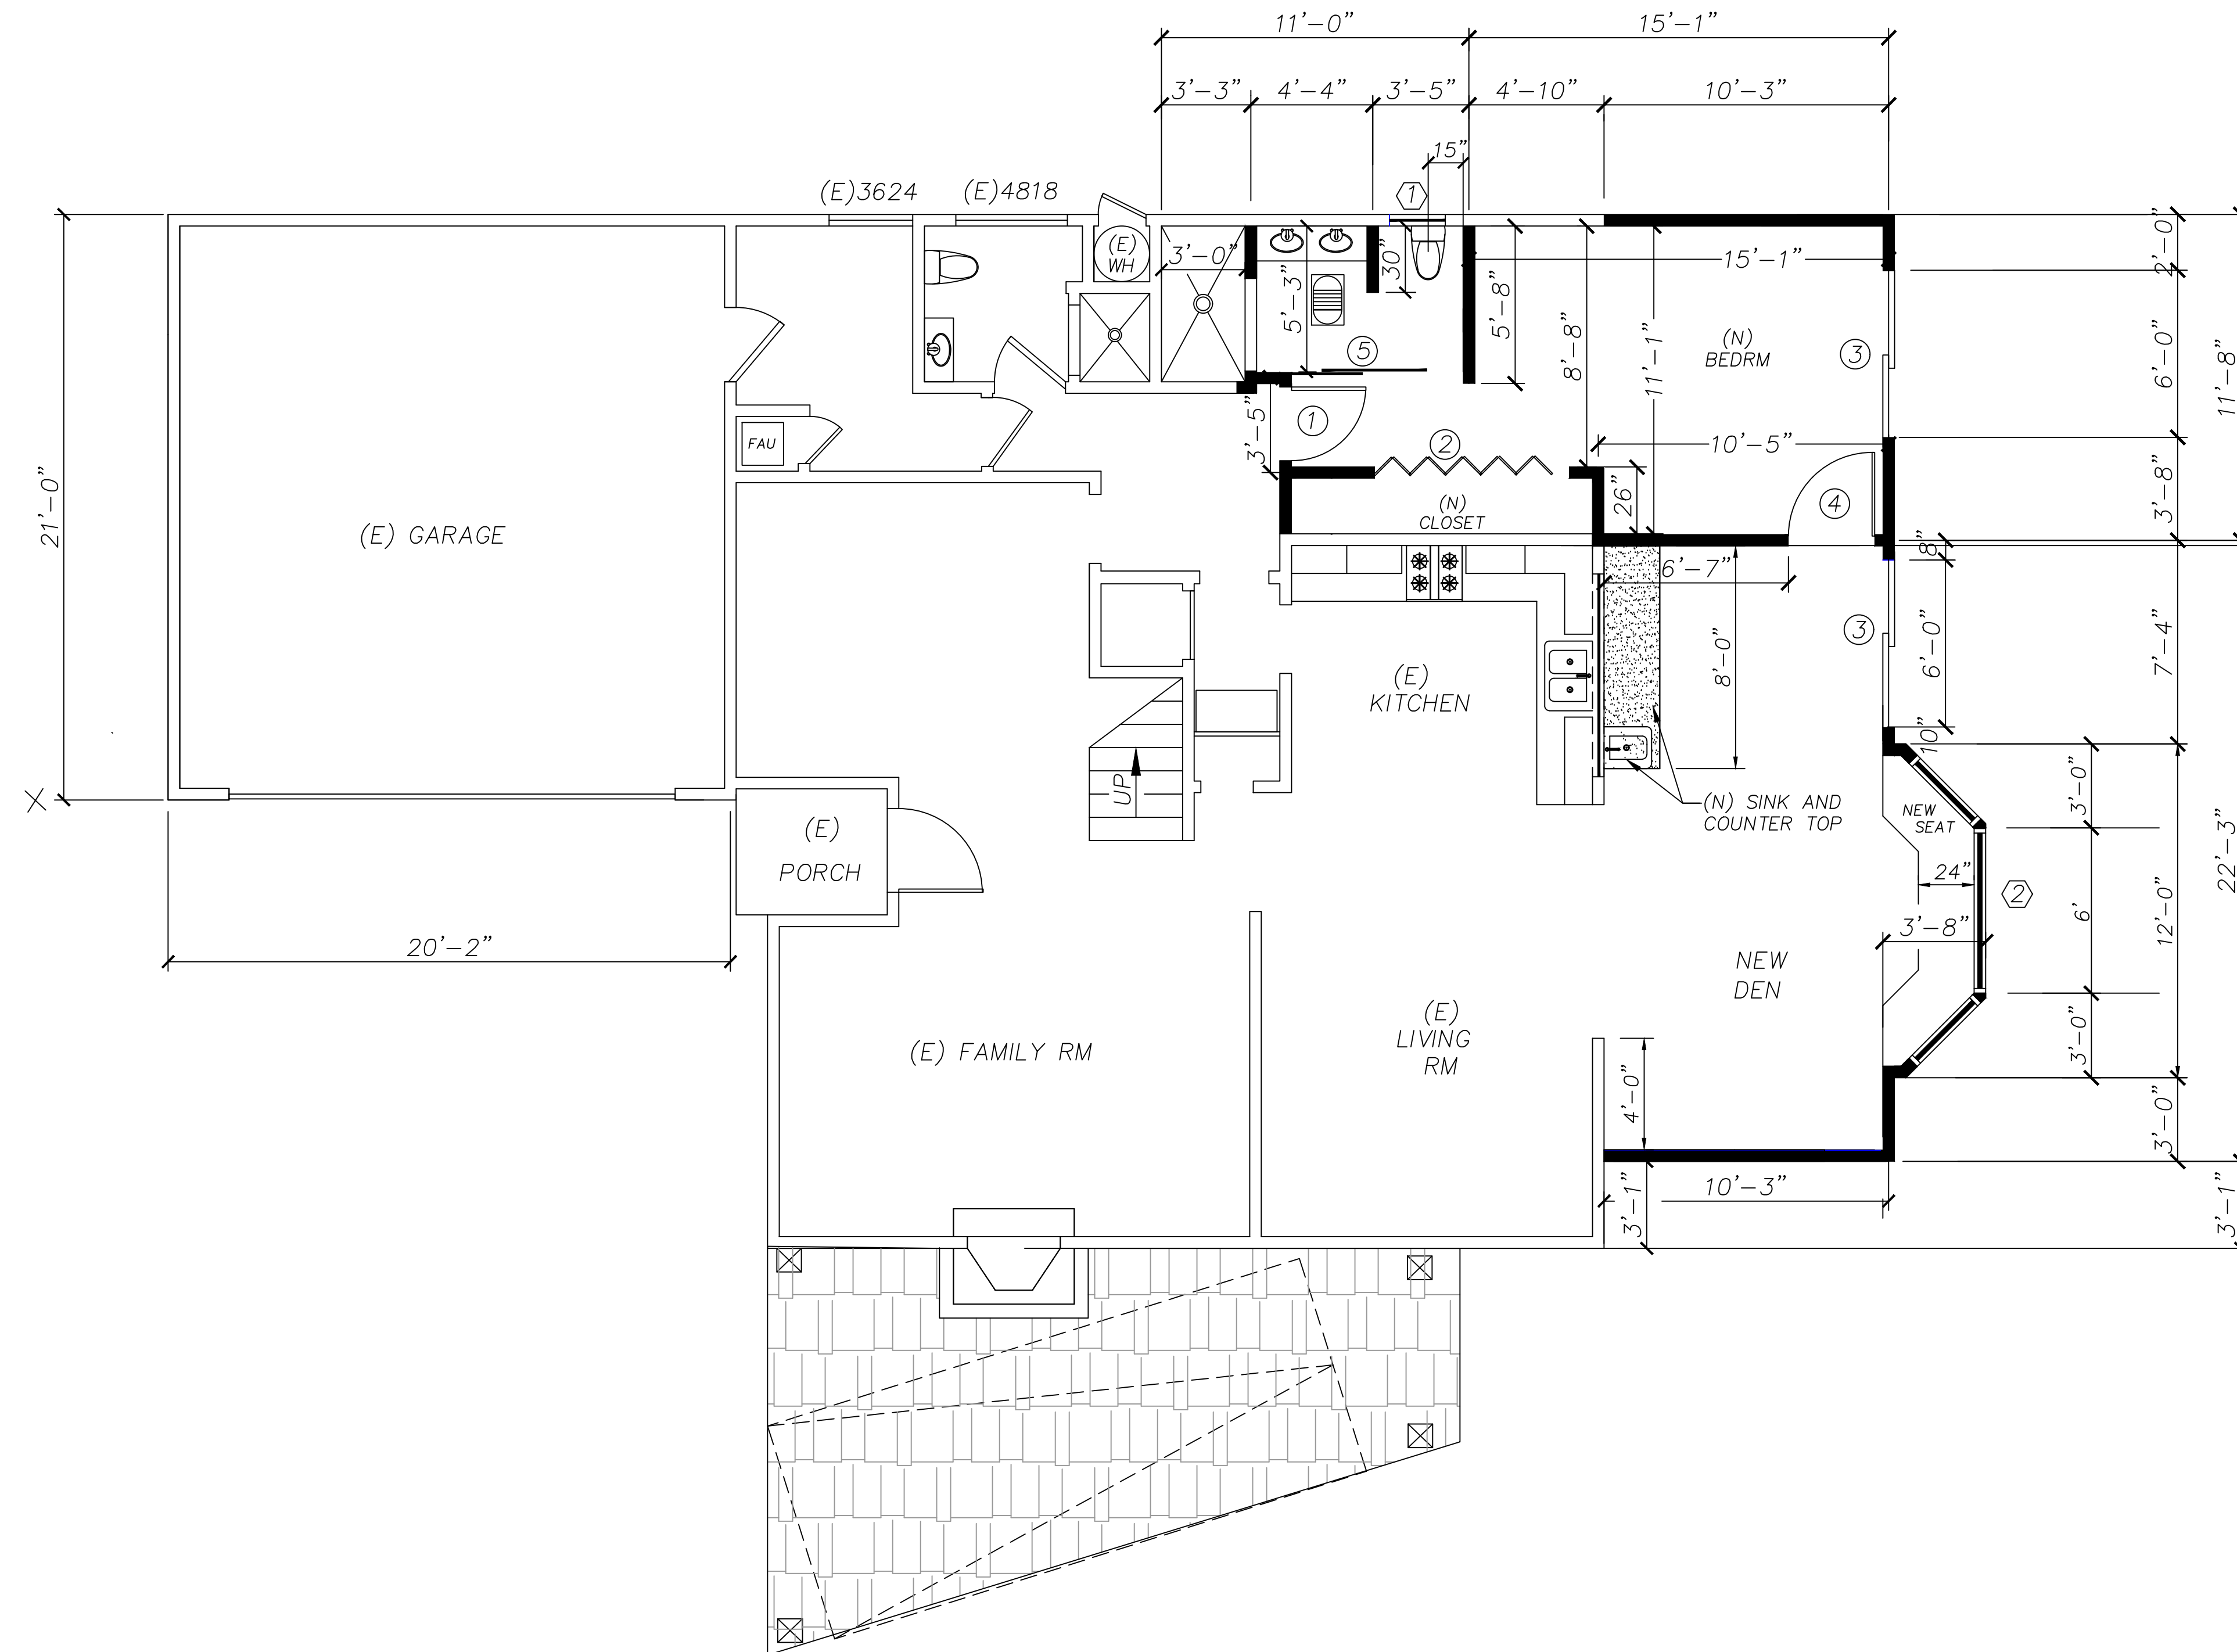 11'-0" 15'-1"
3'-3" 4'-4" 3'-5" 4'-10" 10'-3"
15"
(E)3624 (E)4818 1
(E)
WH
3'-0" 30" 15'-1" 2'-0"
5'-3" 5'-8" 8'-8" 11'-1"
(N)
BEDRM
5 3 6'-0" 11'-8"
1 3'-5" 2 10'-5"
FAU
21'-0"
(E) GARAGE
(N)
CLOSET
26" 4 3'-8"
8"
6'-7"
8'-0" 3 6'-0" 7'-4"
(E)
KITCHEN
10"
UP
(N) SINK AND
COUNTER TOP
NEW
SEAT
3'-0"
(E)
PORCH
24" 2 6' 12'-0" 22'-3"
3'-8"
20'-2"
NEW
DEN
(E)
LIVING
RM
(E) FAMILY RM
3'-0"
4'-0" 3'-0"
3'-1" 10'-3" 3'-1"